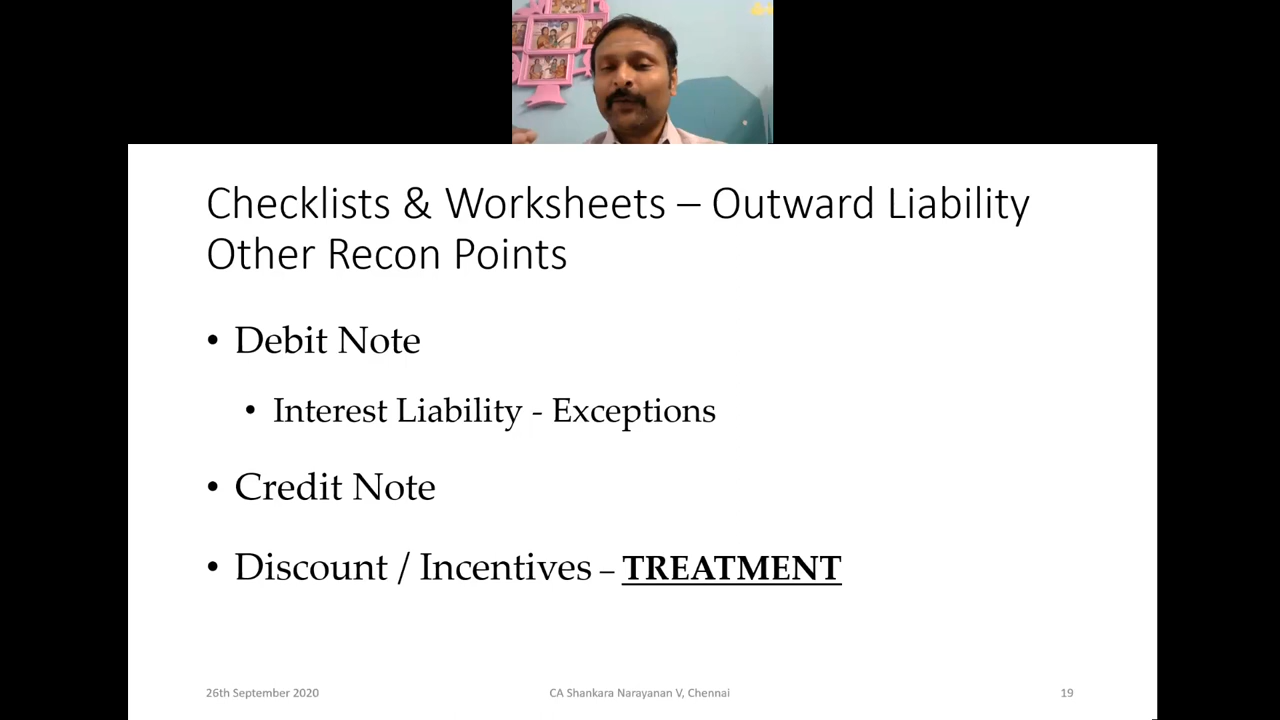 Checklists & Worksheets – Outward Liability
Other Recon Points
• Debit Note
• Interest Liability - Exceptions
• Credit Note
• Discount / Incentives – TREATMENT
26th September 2020
CA Shankara Narayanan V, Chennai
19